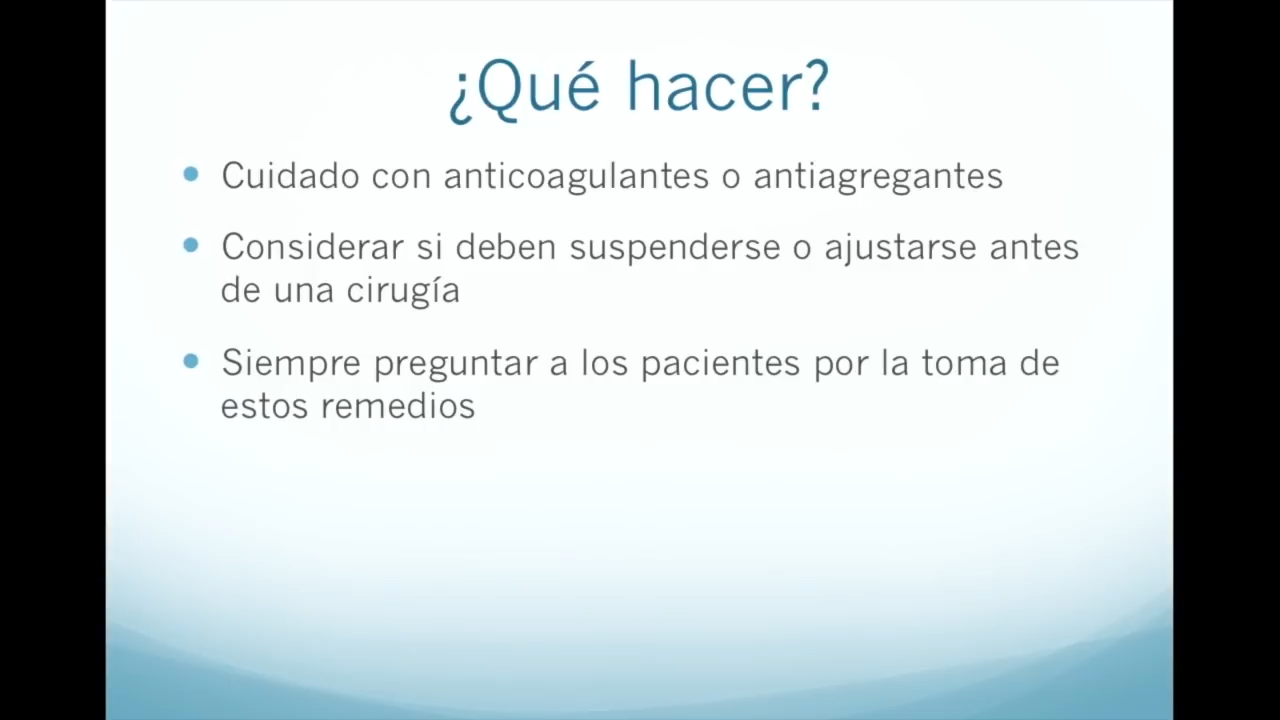 ¿Qué hacer?
• Cuidado con anticoagulantes o antiagregantes
• Considerar si deben suspenderse o ajustarse antes
de una cirugía
• Siempre preguntar a los pacientes por la toma de
estos remedios